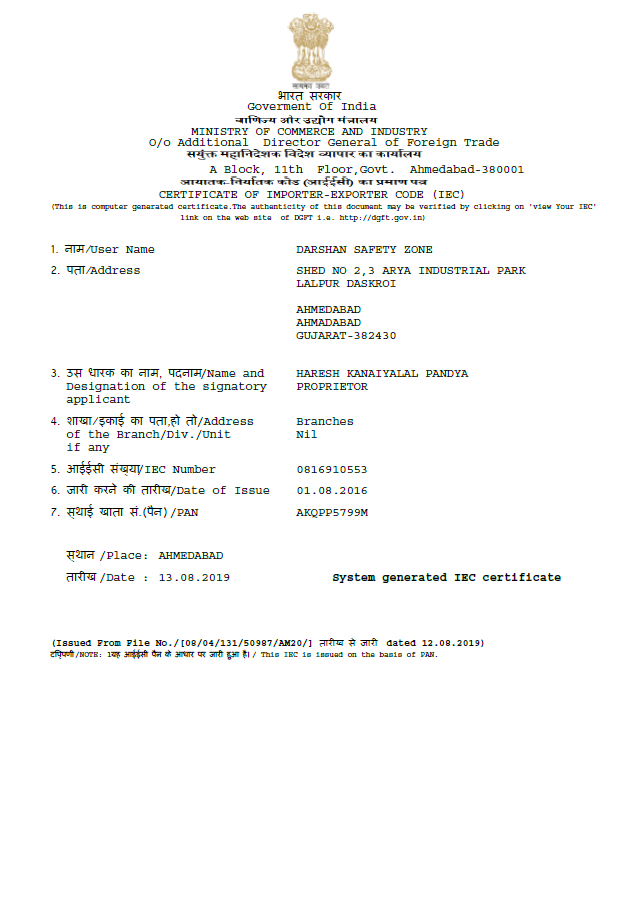 सत्यमेव जयते
भारत सरकार
Goverment Of India
वाणिज्य और उद्योग मंत्रालय
MINISTRY OF COMMERCE AND INDUSTRY
O/o Additional Director General of Foreign Trade
सयुंक्त महानिदेशक विदेश व्यापार का कार्यालय
A Block, 11th Floor,Govt. Ahmedabad-380001
आयातक-निर्यातक कोड (आईईसी) का प्रमाण पत्र
CERTIFICATE OF IMPORTER-EXPORTER CODE (IEC)
(This is computer generated certificate.The authenticity of this document may be verified by clicking on 'view Your IEC'
link on the web site of DGFT i.e. http://dgft.gov.in)
1. नाम/User Name DARSHAN SAFETY ZONE
2. पता/Address SHED NO 2,3 ARYA INDUSTRIAL PARK
LALPUR DASKROI
AHMEDABAD
AHMADABAD
GUJARAT-382430
3. उस धारक का नाम, पदनाम/Name and HARESH KANAIYALAL PANDYA
Designation of the signatory PROPRIETOR
applicant
4. शाखा/इकाई का पता,हो तो/Address Branches
of the Branch/Div./Unit Nil
if any
5. आईईसी संख्या/IEC Number 0816910553
6. जारी करने की तारीख/Date of Issue 01.08.2016
7. स्थाई खाता सं.(पैन) /PAN AKQPP5799M
स्थान /Place: AHMEDABAD
तारीख /Date : 13.08.2019 System generated IEC certificate
(Issued From File No./[08/04/131/50987/AM20/] तारीख से जारी dated 12.08.2019)
टिप्पणी/NOTE: 1यह आईईसी पैन के आधार पर जारी हुआ है। / This IEC is issued on the basis of PAN.